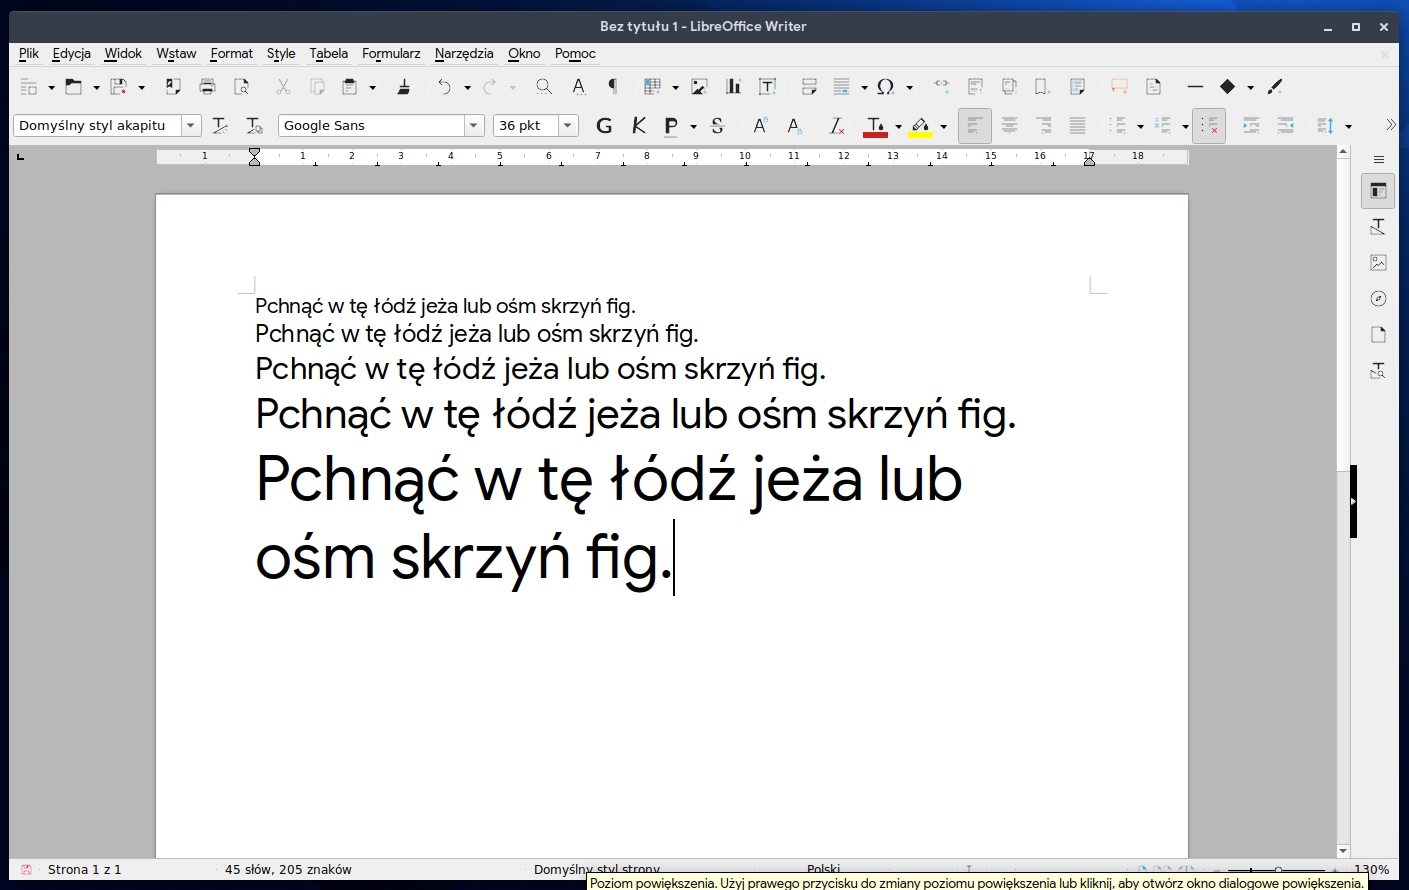 Bez tytułu 1 - LibreOffice Writer
Plik Edycja Widok Wstaw Format Style Tabela Formularz Narzędzia Okno Pomoc
Domyślny styl akapitu Google Sans 36 pkt G K P S
1 1 2 3 4 5 6 7 8 9 10 11 12 13 14 15 16 17 18
Pchnąć w tę łódź jeża lub ośm skrzyń fig.
Pchnąć w tę łódź jeża lub ośm skrzyń fig.
Pchnąć w tę łódź jeża lub ośm skrzyń fig.
Pchnąć w tę łódź jeża lub ośm skrzyń fig.
Pchnąć w tę łódź jeża lub
ośm skrzyń fig.
Strona 1 z 1 45 słów, 205 znaków Domyślny styl strony Polski 130%
Poziom powiększenia. Użyj prawego przycisku do zmiany poziomu powiększenia lub kliknij, aby otwórz okno dialogowe powiększenia.